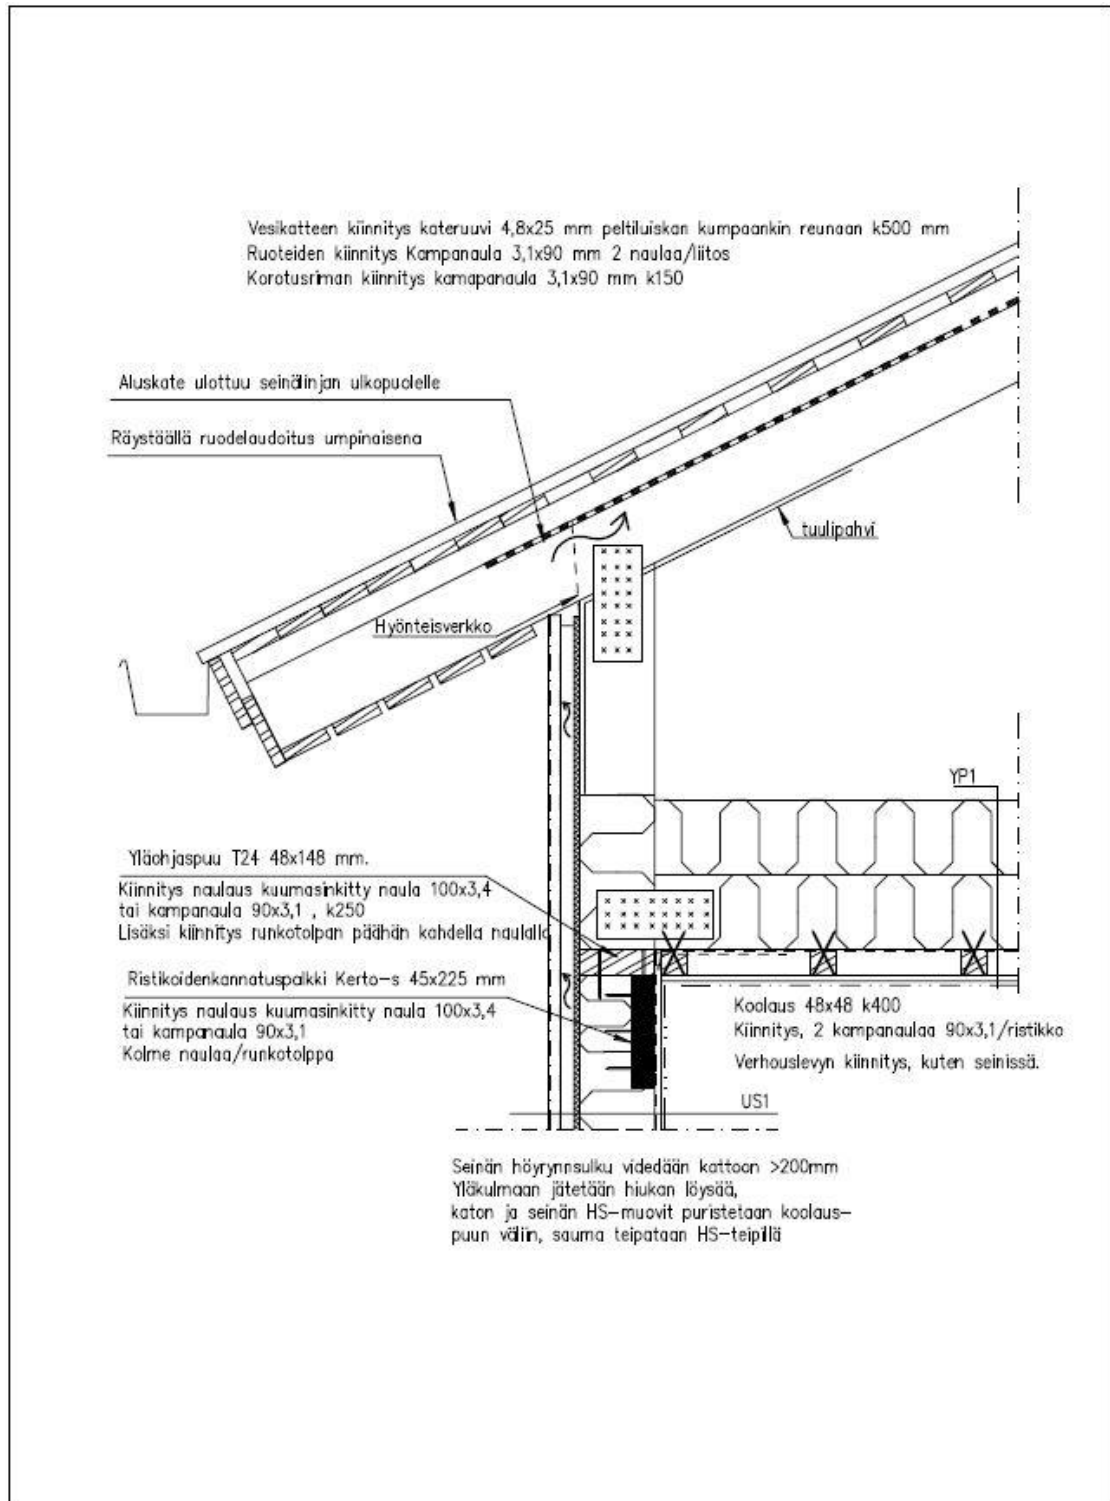 Vesikatteen kiinnitys kateruuvi 4,8x25 mm peltiluiskan kumpaankin reunaan k500 mm
Ruoteiden kiinnitys Kampanaula 3,1x90 mm 2 naulaa/liitos
Korotusriman kiinnitys kamapanaula 3,1x90 mm k150
Aluskate ulottuu seinälinjan ulkopuolelle
Räystäällä ruodelaudoitus umpinaisena
tuulipahvi
Hyönteisverkko
YP1
Yläohjaspuu T24 48x148 mm.
Kiinnitys naulaus kuumasinkitty naula 100x3,4
tai kampanaula 90x3,1 , k250
Lisäksi kiinnitys runkotolpan päähän kahdella naulalla
Ristikoidenkannatuspalkki Kerto-s 45x225 mm
Kiinnitys naulaus kuumasinkitty naula 100x3,4
tai kampanaula 90x3,1
Kolme naulaa/runkotolppa
Koolaus 48x48 k400
Kiinnitys, 2 kampanaulaa 90x3,1/ristikko
Verhouslevyn kiinnitys, kuten seinissä.
US1
Seinän höyrynnsulku videdään kattoon >200mm
Yläkulmaan jätetään hiukan löysää,
katon ja seinän HS-muovit puristetaan koolaus-
puun väliin, sauma teipataan HS-teipillä